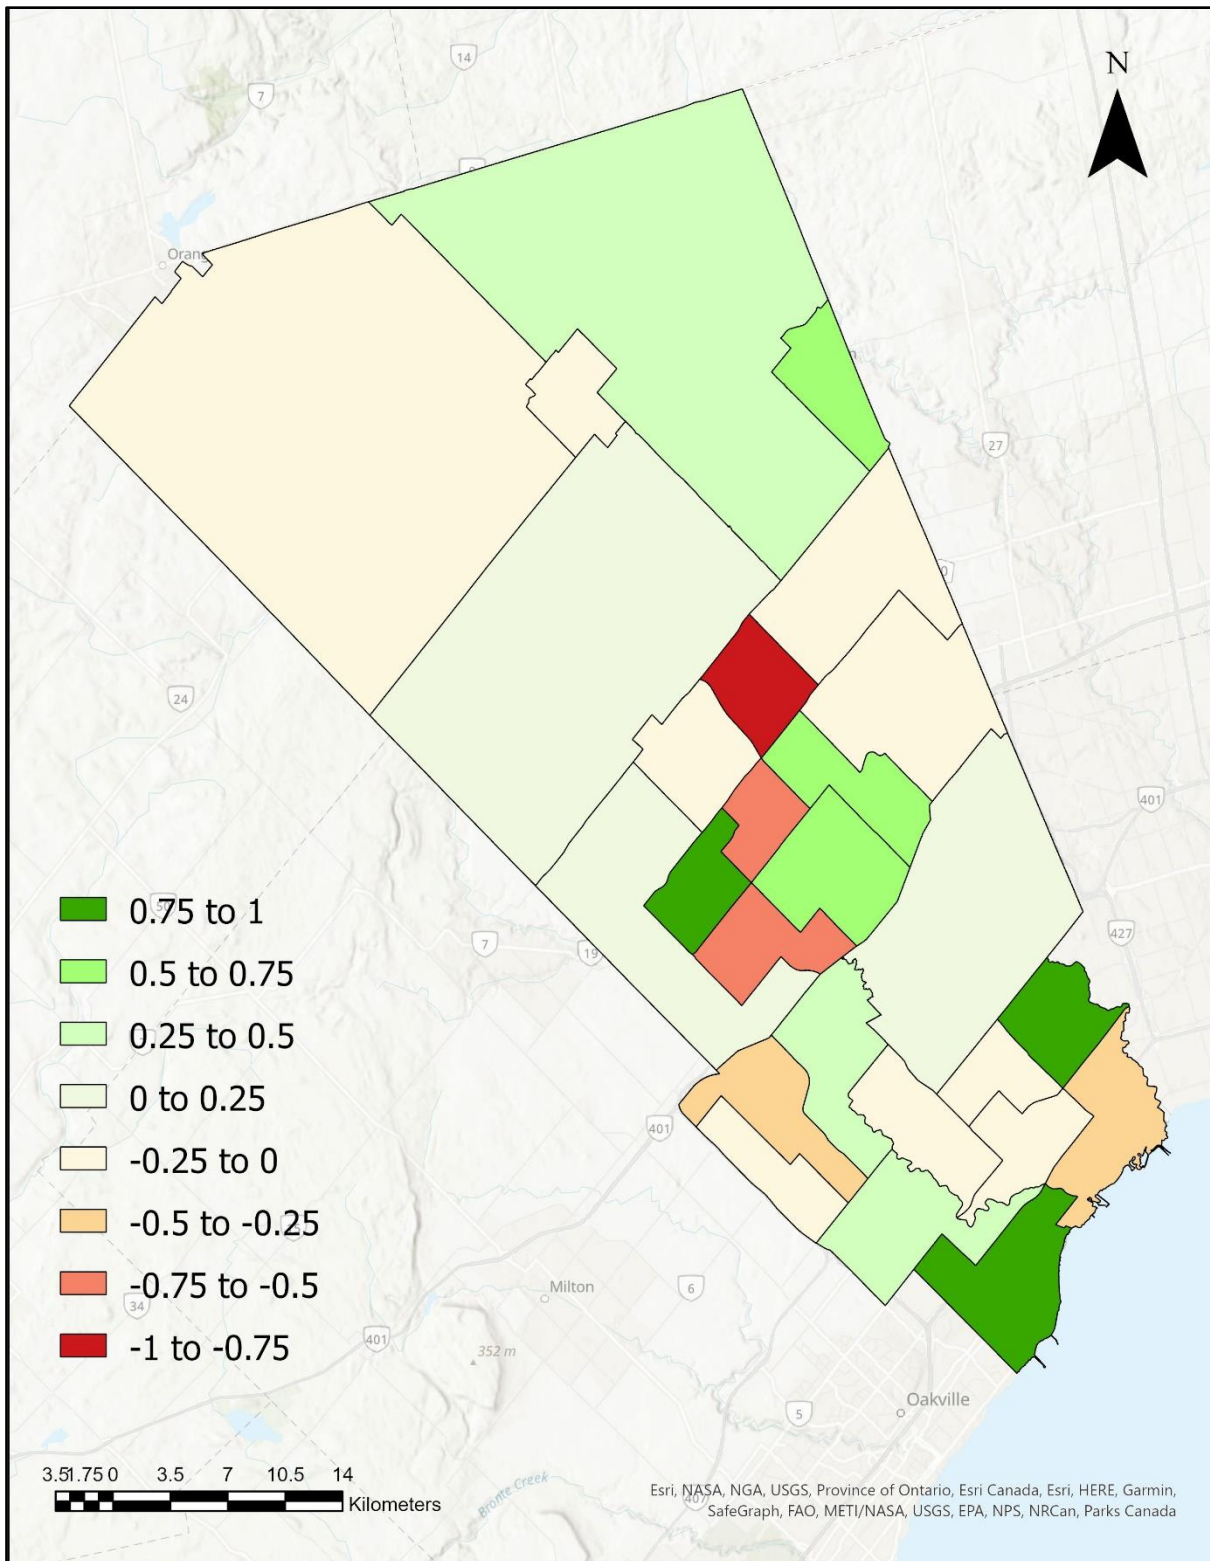 14
N
7
9
Orang
27
0
24
401
0.75 to 1
50
427
0.5 to 0.75
7
19
0.25 to 0.5
0 to 0.25
401
-0.25 to 0
-0.5 to -0.25
25
-0.75 to -0.5
Milton
6
34
-1 to -0.75
401
352 m
Oakville
5
3.5 1.75 0 3.5 7 10.5 14
Kilometers
Bronte Creek
407
Esri, NASA, NGA, USGS, Province of Ontario, Esri Canada, Esri, HERE, Garmin,
SafeGraph, FAO, METI/NASA, USGS, EPA, NPS, NRCan, Parks Canada